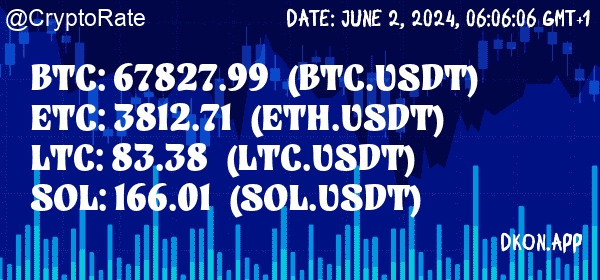 @CryptoRate
DATE: JUNE 2, 2024, 06:06:06 GMT+1
BTC: 67827.99 (BTC.USDT)
ETC: 3812.71 (ETH.USDT)
LTC: 83.38 (LTC.USDT)
SOL: 166.01 (SOL.USDT)
DKON.APP